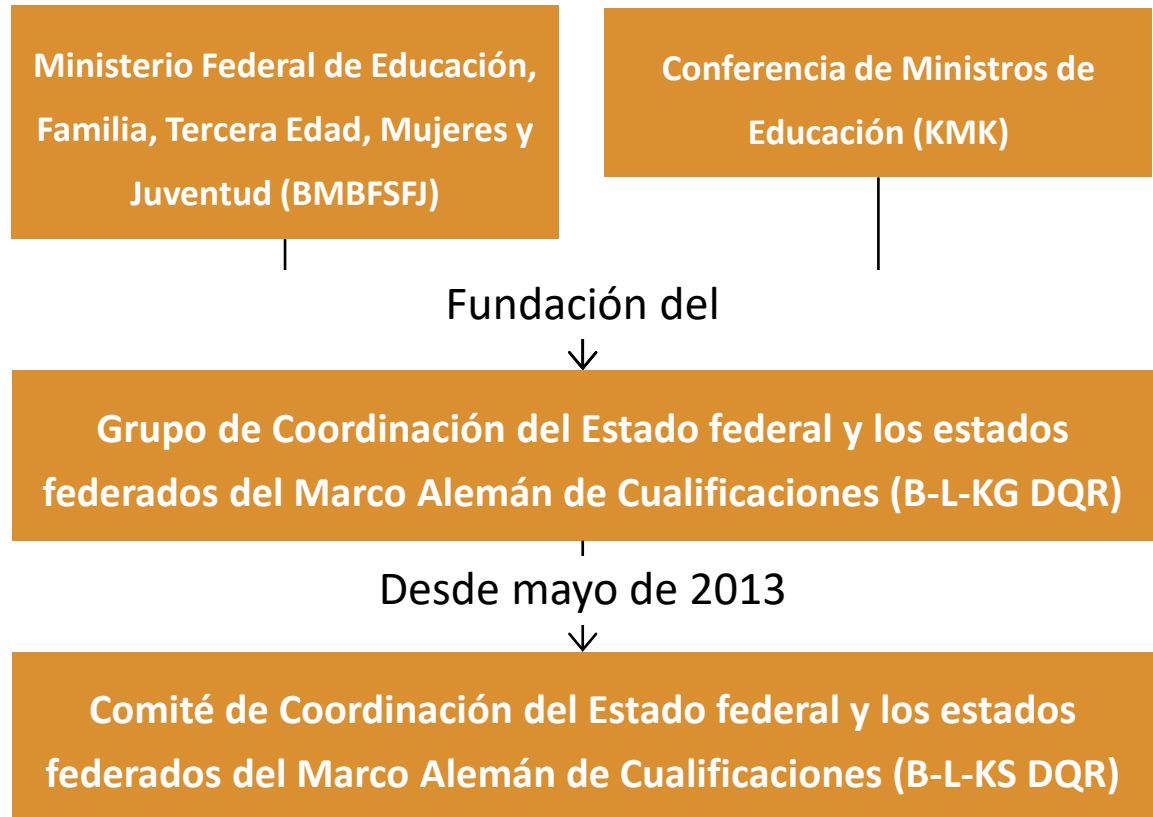 Ministerio Federal de Educación,
Familia, Tercera Edad, Mujeres y
Juventud (BMBFSFJ)
Conferencia de Ministros de
Educación (KMK)
Fundación del
Grupo de Coordinación del Estado federal y los estados
federados del Marco Alemán de Cualificaciones (B-L-KG DQR)
Desde mayo de 2013
Comité de Coordinación del Estado federal y los estados
federados del Marco Alemán de Cualificaciones (B-L-KS DQR)